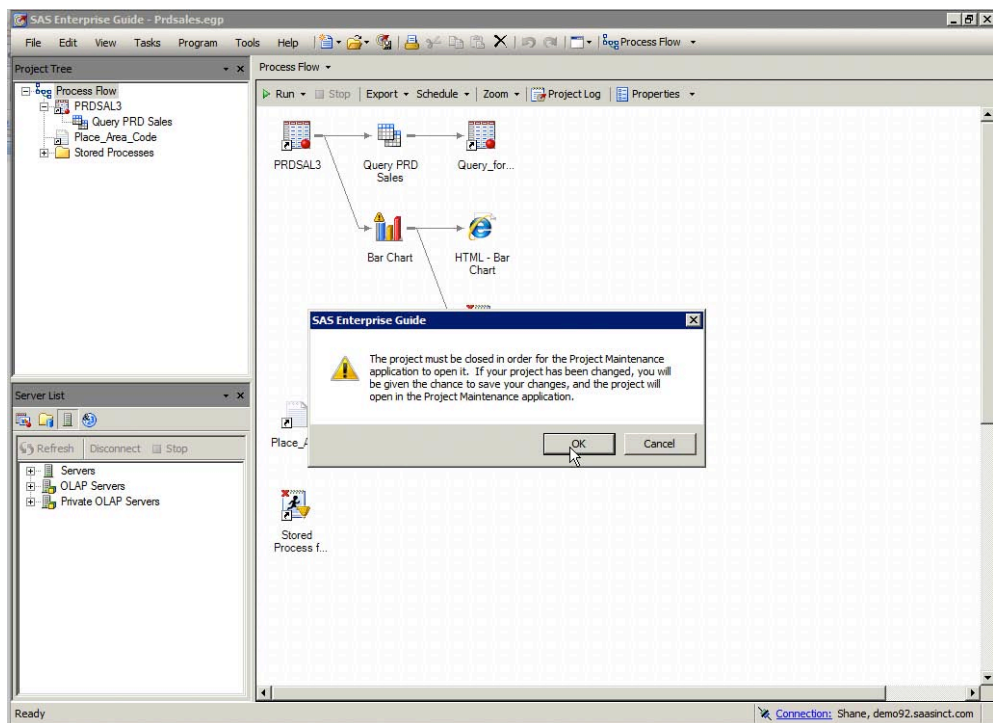 SAS Enterprise Guide - Prdsales.egp
File Edit View Tasks Program Tools Help Process Flow
Project Tree
Process Flow
PRDSAL3
Query PRD Sales
Place_Area_Code
Stored Processes
Process Flow
Run Stop Export Schedule Zoom Project Log Properties
PRDSAL3
Query PRD
Sales
Query_for...
Bar Chart
HTML - Bar
Chart
SAS Enterprise Guide
The project must be closed in order for the Project Maintenance
application to open it. If your project has been changed, you will
be given the chance to save your changes, and the project will
open in the Project Maintenance application.
OK Cancel
Place_
Stored
Process f...
Server List
Refresh Disconnect Stop
Servers
OLAP Servers
Private OLAP Servers
Ready
Connection: Shane, demo92.saasinct.com